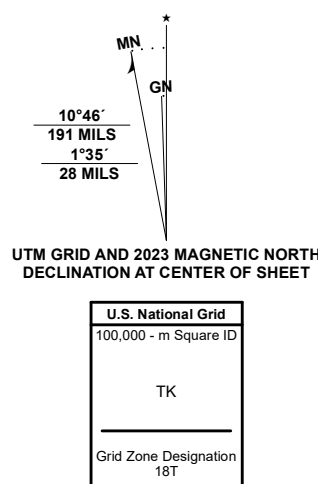 MN
GN
10°46´
191 MILS
1°35´
28 MILS
UTM GRID AND 2023 MAGNETIC NORTH
DECLINATION AT CENTER OF SHEET
U.S. National Grid
100,000 - m Square ID
TK
Grid Zone Designation
18T